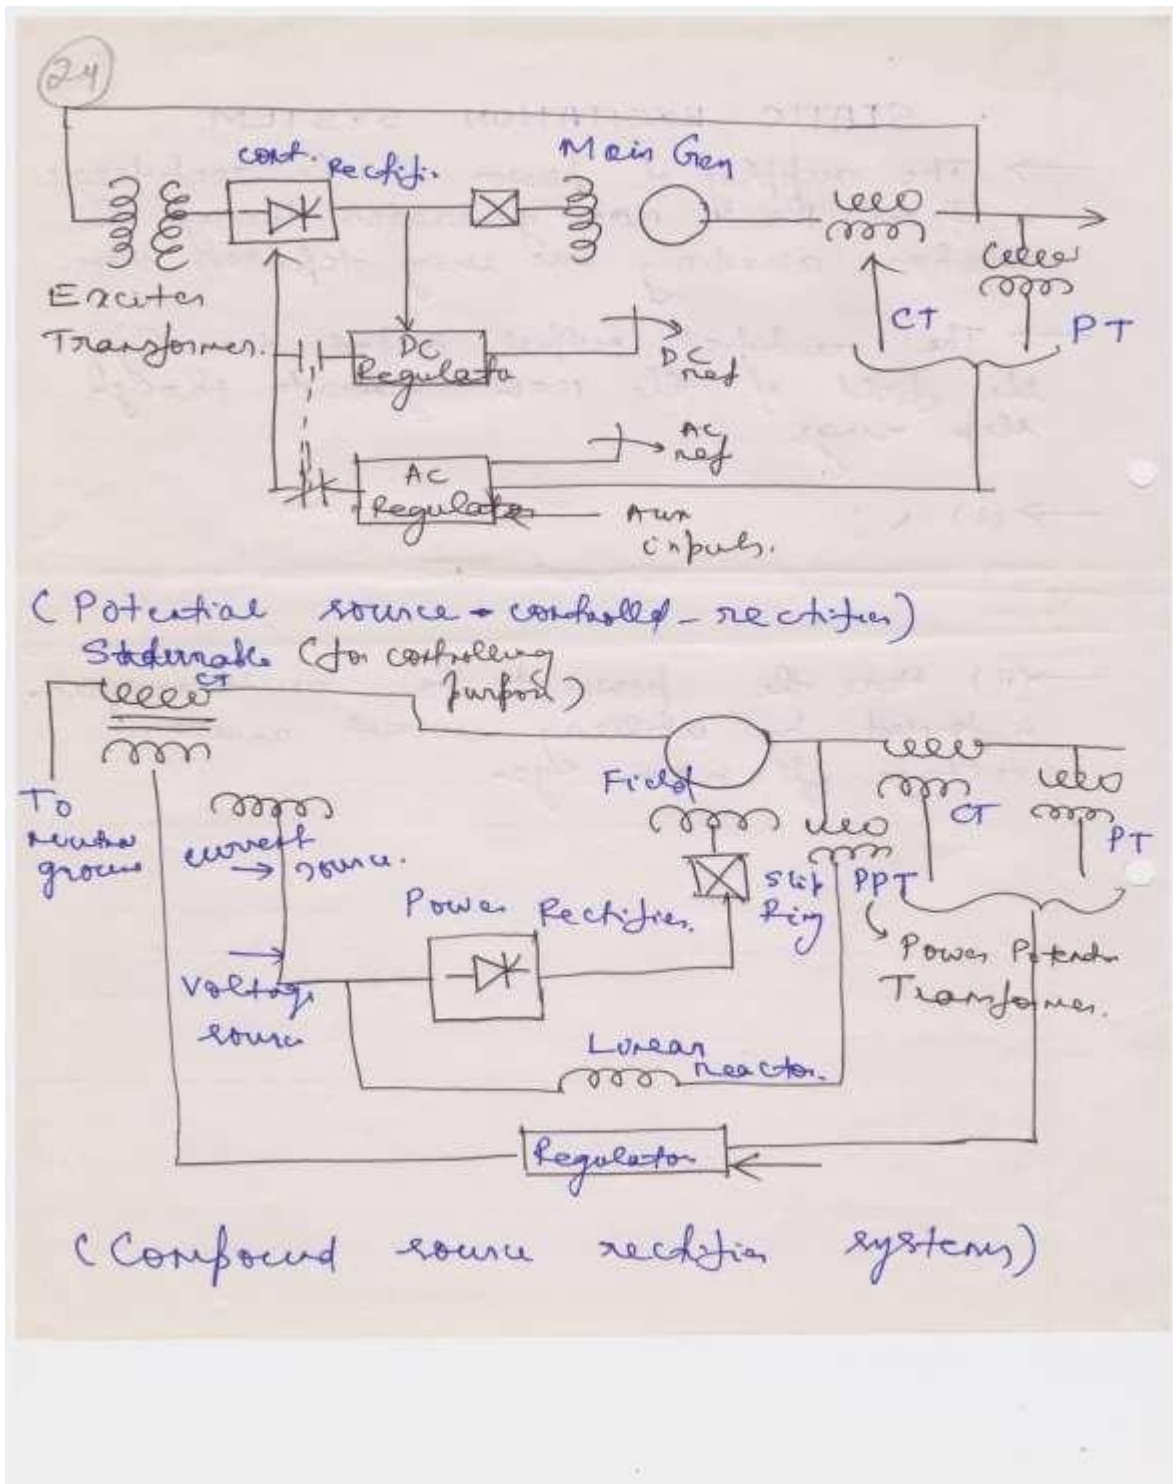 24
cont. Rectifi.
Main Gen
Exciter
Transformer.
CT
PT
DC
Regulato
DC
ref
AC
Regulator
AC
ref
Aux
inputs.
(Potential source - controlled - rectifier)
(for controlling
purpose)
CT
To
neutral
ground
current
source.
Voltage
source
Field
Power Rectifier.
Slip
Ring
PPT
CT
PT
Power Potential
Transformer.
Linear
reactor.
Regulator
(Compound source rectifier systems)